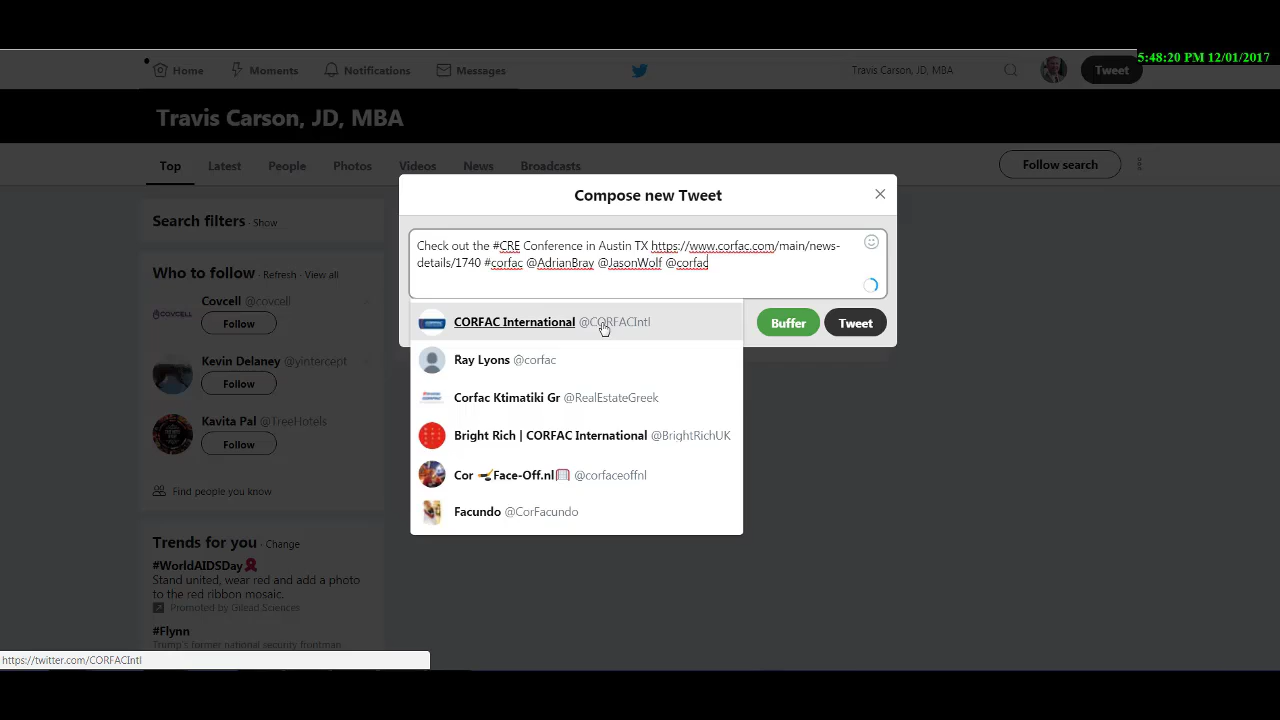 5:48:20 PM 12/01/2017
Home Moments Notifications Messages Travis Carson, JD, MBA Tweet
Travis Carson, JD, MBA
Top Latest People Photos Videos News Broadcasts Follow search
Compose new Tweet
Search filters · Show
Check out the #CRE Conference in Austin TX https://www.corfac.com/main/news-
details/1740 #corfac @AdrianBray @JasonWolf @corfac
Who to follow · Refresh · View all
Covcell @covcell
Follow
Kevin Delaney @yintercept
Follow
Kavita Pal @TreeHotels
Follow
Find people you know
CORFAC International @CORFACIntl
Buffer Tweet
Ray Lyons @corfac
Corfac Ktimatiki Gr @RealEstateGreek
Bright Rich | CORFAC International @BrightRichUK
Cor Face-Off.nl @corfaceoffnl
Facundo @CorFacundo
Trends for you · Change
#WorldAIDSDay
Stand united, wear red and add a photo
to the red ribbon mosaic.
Promoted by Gilead Sciences
#Flynn
Trump's former national security frontman
https://twitter.com/CORFACIntl